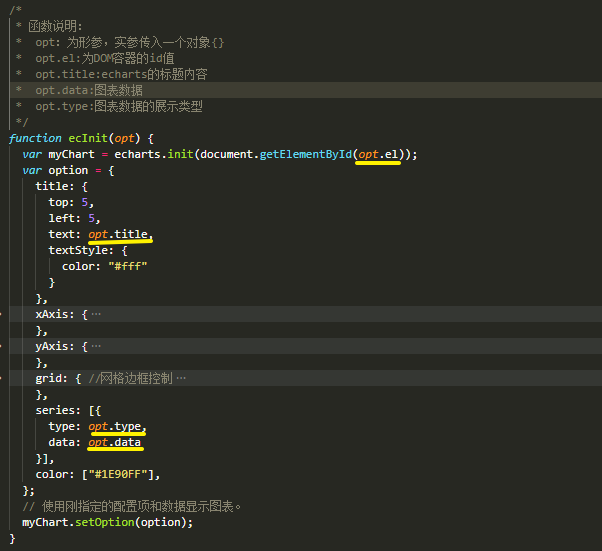 /*
 * 函数说明:
 *  opt: 为形参，实参传入一个对象{}
 *  opt.el:为DOM容器的id值
 *  opt.title:echarts的标题内容
 *  opt.data:图表数据
 *  opt.type:图表数据的展示类型
 */
function ecInit(opt) {
  var myChart = echarts.init(document.getElementById(opt.el));
  var option = {
    title: {
      top: 5,
      left: 5,
      text: opt.title,
      textStyle: {
        color: "#fff"
      }
    },
    xAxis: { ⋯
    },
    yAxis: { ⋯
    },
    grid: { //网格边框控制 ⋯
    },
    series: [{
      type: opt.type,
      data: opt.data
    }],
    color: ["#1E90FF"],
  };
  // 使用刚指定的配置项和数据显示图表。
  myChart.setOption(option);
}